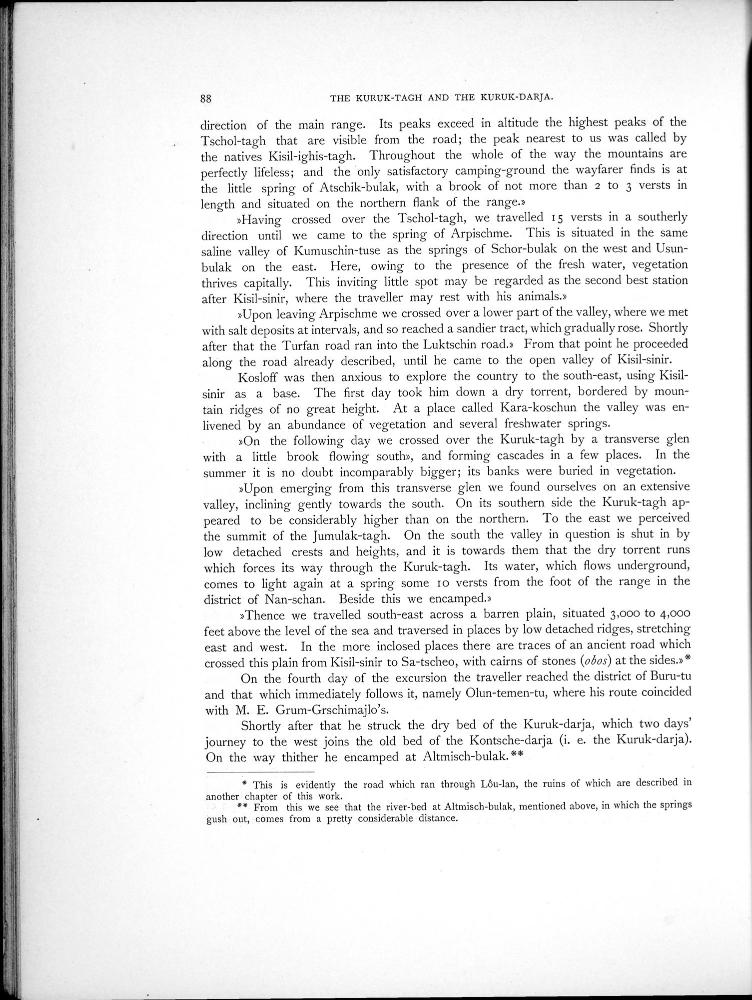 88 THE KURUK-TAGH AND THE KURUK-DARJA.
direction of the main range. Its peaks exceed in altitude the highest peaks of the
Tschol-tagh that are visible from the road; the peak nearest to us was called by
the natives Kisil-ighis-tagh. Throughout the whole of the way the mountains are
perfectly lifeless; and the only satisfactory camping-ground the wayfarer finds is at
the little spring of Atschik-bulak, with a brook of not more than 2 to 3 versts in
length and situated on the northern flank of the range.»
»Having crossed over the Tschol-tagh, we travelled 15 versts in a southerly
direction until we came to the spring of Arpischme. This is situated in the same
saline valley of Kumuschin-tuse as the springs of Schor-bulak on the west and Usun-
bulak on the east. Here, owing to the presence of the fresh water, vegetation
thrives capitally. This inviting little spot may be regarded as the second best station
after Kisil-sinir, where the traveller may rest with his animals.»
»Upon leaving Arpischme we crossed over a lower part of the valley, where we met
with salt deposits at intervals, and so reached a sandier tract, which gradually rose. Shortly
after that the Turfan road ran into the Luktschin road.» From that point he proceeded
along the road already described, until he came to the open valley of Kisil-sinir.
Kosloff was then anxious to explore the country to the south-east, using Kisil-
sinir as a base. The first day took him down a dry torrent, bordered by moun-
tain ridges of no great height. At a place called Kara-koschun the valley was en-
livened by an abundance of vegetation and several freshwater springs.
»On the following day we crossed over the Kuruk-tagh by a transverse glen
with a little brook flowing south», and forming cascades in a few places. In the
summer it is no doubt incomparably bigger; its banks were buried in vegetation.
»Upon emerging from this transverse glen we found ourselves on an extensive
valley, inclining gently towards the south. On its southern side the Kuruk-tagh ap-
peared to be considerably higher than on the northern. To the east we perceived
the summit of the Jumulak-tagh. On the south the valley in question is shut in by
low detached crests and heights, and it is towards them that the dry torrent runs
which forces its way through the Kuruk-tagh. Its water, which flows underground,
comes to light again at a spring some 10 versts from the foot of the range in the
district of Nan-schan. Beside this we encamped.»
»Thence we travelled south-east across a barren plain, situated 3,000 to 4,000
feet above the level of the sea and traversed in places by low detached ridges, stretching
east and west. In the more inclosed places there are traces of an ancient road which
crossed this plain from Kisil-sinir to Sa-tscheo, with cairns of stones (obos) at the sides.»*
On the fourth day of the excursion the traveller reached the district of Buru-tu
and that which immediately follows it, namely Olun-temen-tu, where his route coincided
with M. E. Grum-Grschimajlo's.
Shortly after that he struck the dry bed of the Kuruk-darja, which two days'
journey to the west joins the old bed of the Kontsche-darja (i. e. the Kuruk-darja).
On the way thither he encamped at Altmisch-bulak.**
* This is evidently the road which ran through Lôu-lan, the ruins of which are described in
another chapter of this work.
** From this we see that the river-bed at Altmisch-bulak, mentioned above, in which the springs
gush out, comes from a pretty considerable distance.